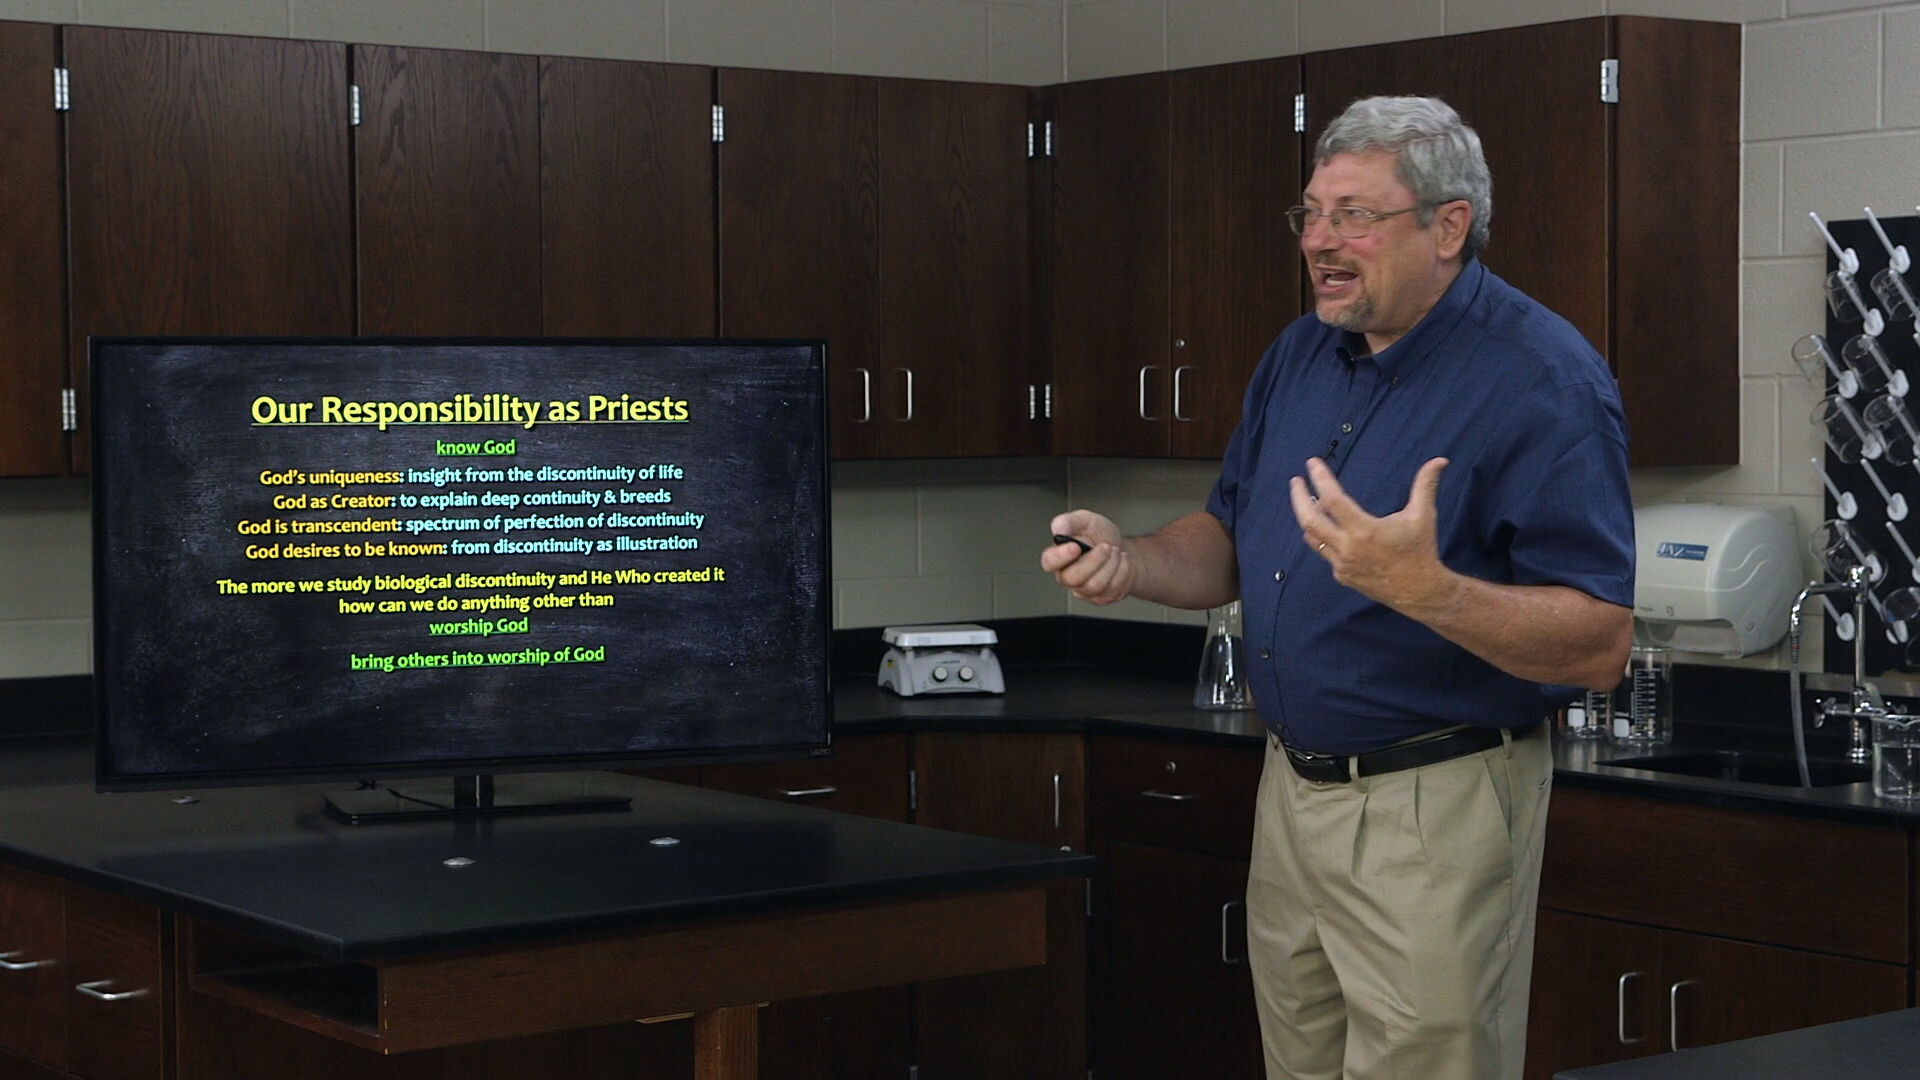 Our Responsibility as Priests
know God
God's uniqueness: insight from the discontinuity of life
God as Creator: to explain deep continuity & breeds
God is transcendent: spectrum of perfection of discontinuity
God desires to be known: from discontinuity as illustration
The more we study biological discontinuity and He Who created it
how can we do anything other than
worship God
bring others into worship of God
VIZIO